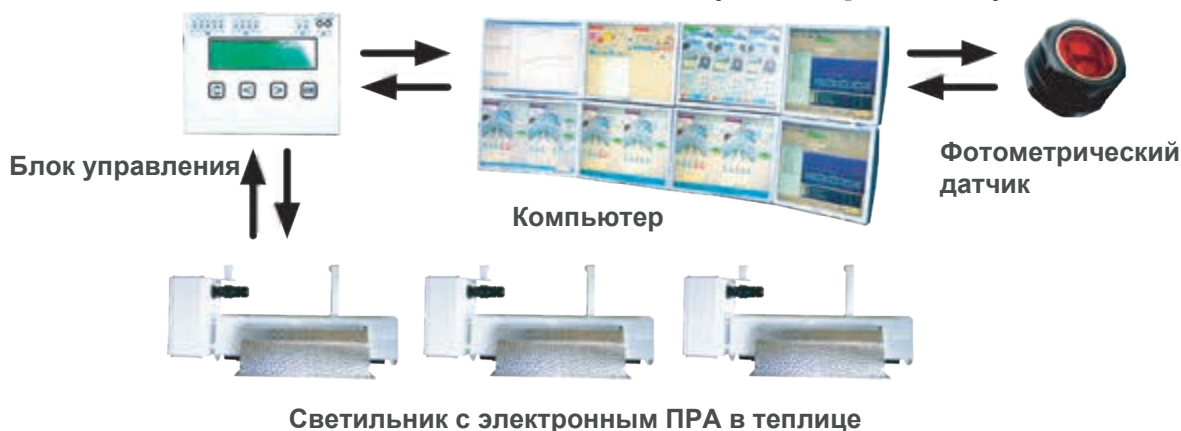 Блок управления
Компьютер
Фотометрический
датчик
Светильник с электронным ПРА в теплице